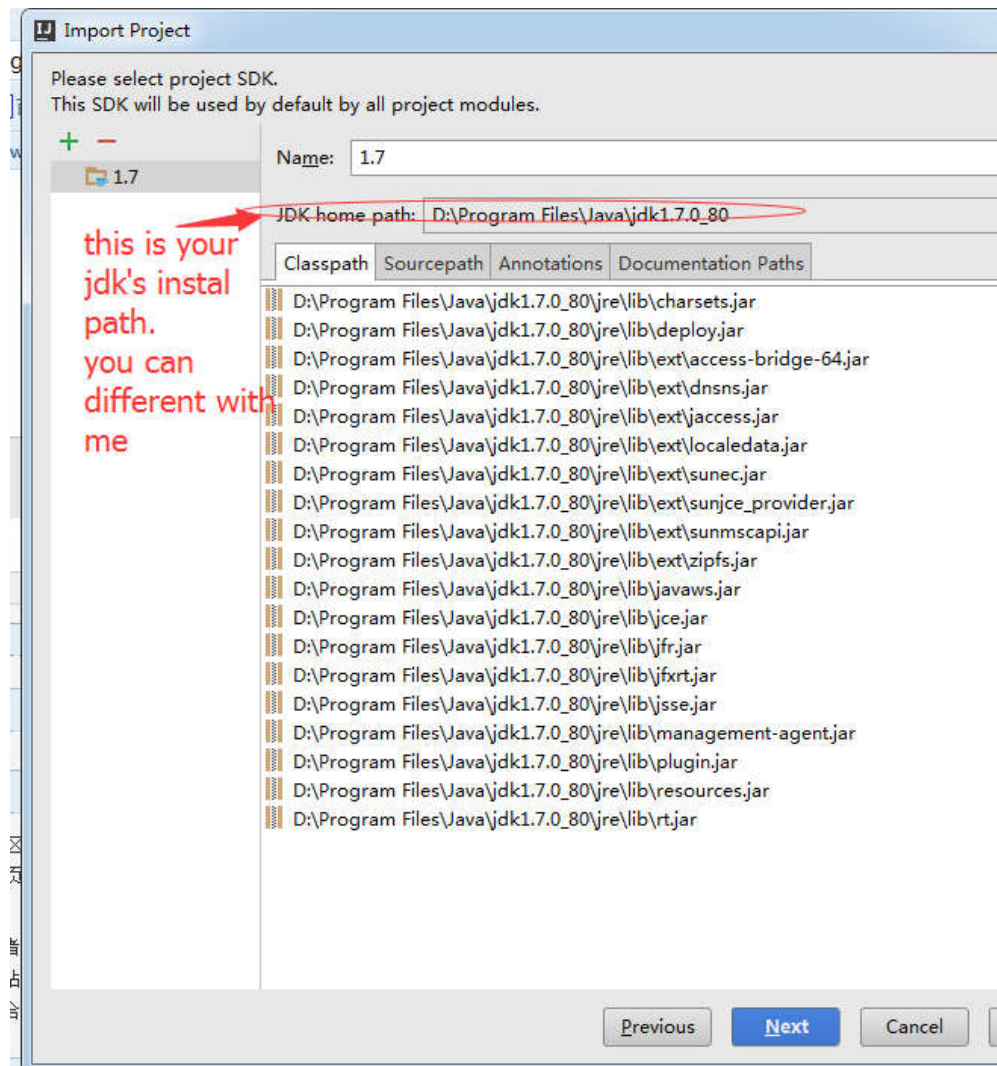 Import Project
Please select project SDK.
This SDK will be used by default by all project modules.
1.7
Name: 1.7
JDK home path: D:\Program Files\Java\jdk1.7.0_80
this is your
jdk's instal
path.
you can
different with
me
Classpath Sourcepath Annotations Documentation Paths
D:\Program Files\Java\jdk1.7.0_80\jre\lib\charsets.jar
D:\Program Files\Java\jdk1.7.0_80\jre\lib\deploy.jar
D:\Program Files\Java\jdk1.7.0_80\jre\lib\ext\access-bridge-64.jar
D:\Program Files\Java\jdk1.7.0_80\jre\lib\ext\dnsns.jar
D:\Program Files\Java\jdk1.7.0_80\jre\lib\ext\jaccess.jar
D:\Program Files\Java\jdk1.7.0_80\jre\lib\ext\localedata.jar
D:\Program Files\Java\jdk1.7.0_80\jre\lib\ext\sunec.jar
D:\Program Files\Java\jdk1.7.0_80\jre\lib\ext\sunjce_provider.jar
D:\Program Files\Java\jdk1.7.0_80\jre\lib\ext\sunmscapi.jar
D:\Program Files\Java\jdk1.7.0_80\jre\lib\ext\zipfs.jar
D:\Program Files\Java\jdk1.7.0_80\jre\lib\javaws.jar
D:\Program Files\Java\jdk1.7.0_80\jre\lib\jce.jar
D:\Program Files\Java\jdk1.7.0_80\jre\lib\jfr.jar
D:\Program Files\Java\jdk1.7.0_80\jre\lib\jfxrt.jar
D:\Program Files\Java\jdk1.7.0_80\jre\lib\jsse.jar
D:\Program Files\Java\jdk1.7.0_80\jre\lib\management-agent.jar
D:\Program Files\Java\jdk1.7.0_80\jre\lib\plugin.jar
D:\Program Files\Java\jdk1.7.0_80\jre\lib\resources.jar
D:\Program Files\Java\jdk1.7.0_80\jre\lib\rt.jar
Previous Next Cancel